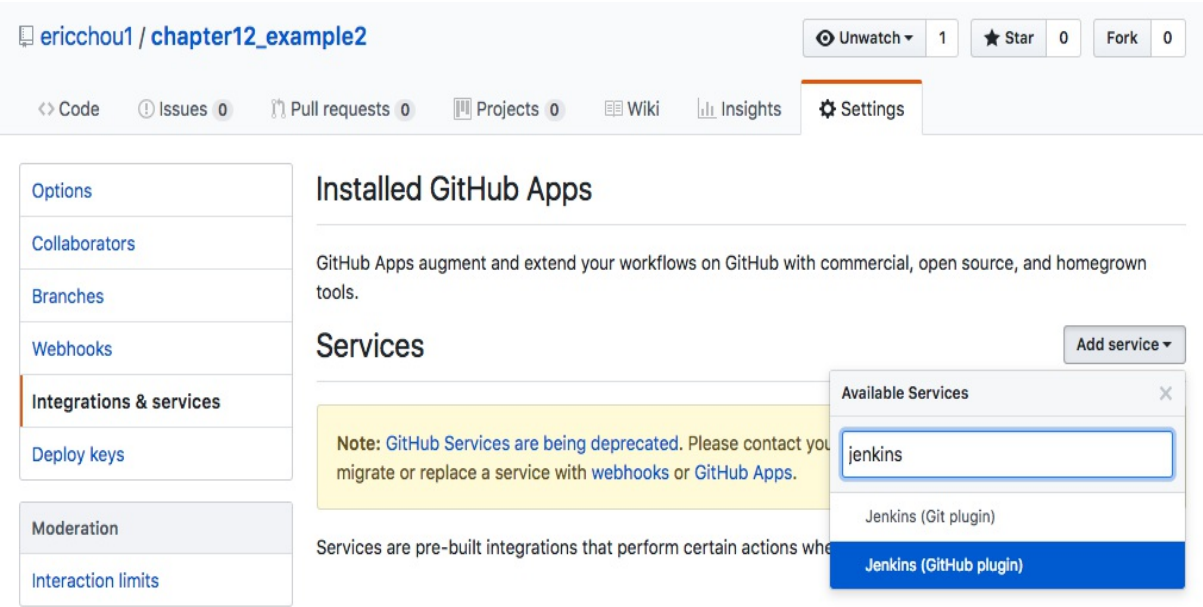 ericchou1 / chapter12_example2
Unwatch 1 Star 0 Fork 0
Code Issues 0 Pull requests 0 Projects 0 Wiki Insights Settings
Options
Collaborators
Branches
Webhooks
Integrations & services
Deploy keys
Moderation
Interaction limits
Installed GitHub Apps
GitHub Apps augment and extend your workflows on GitHub with commercial, open source, and homegrown
tools.
Services
Add service
Note: GitHub Services are being deprecated. Please contact you
migrate or replace a service with webhooks or GitHub Apps.
Services are pre-built integrations that perform certain actions whe
Available Services
jenkins
Jenkins (Git plugin)
Jenkins (GitHub plugin)